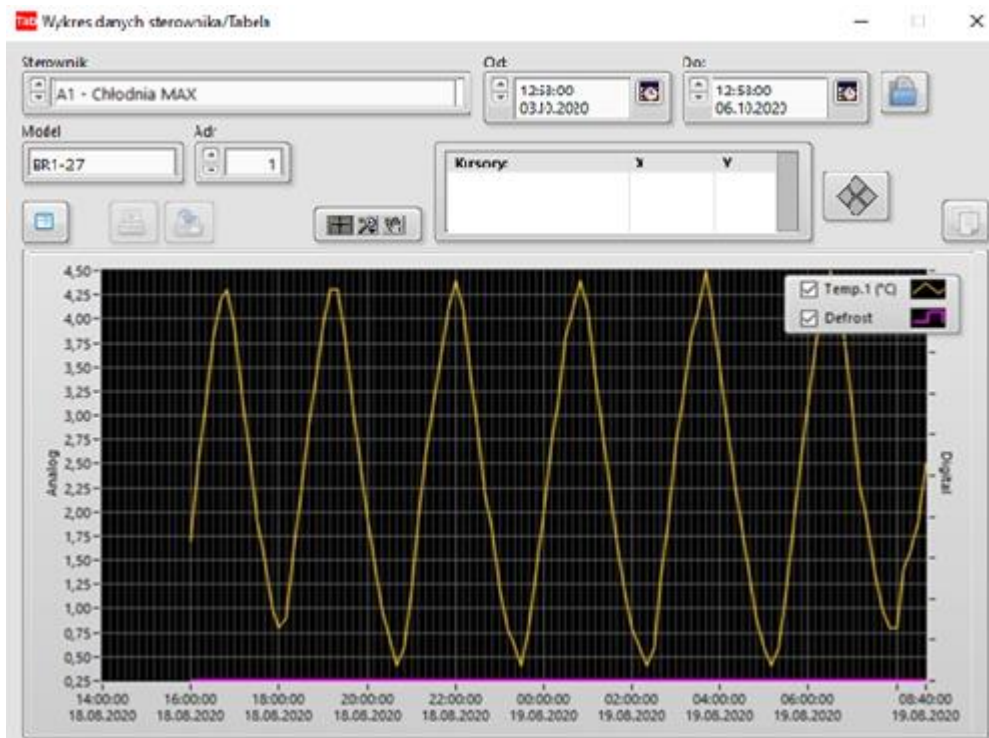 Tab Wykres danych sterownika/Tabela
Sterownik
Od:
Do:
A1 - Chłodnia MAX
12:53:00
03.10.2020
12:53:00
06.10.2020
Model
Adr
BR1-27
1
Kursory: X Y
4,50
4,25
4,00
3,75
3,50
3,25
3,00
2,75
2,50
2,25
2,00
1,75
1,50
1,25
1,00
0,75
0,50
0,25
Analog
Digital
Temp.1 (°C)
Defrost
14:00:00 16:00:00 18:00:00 20:00:00 22:00:00 00:00:00 02:00:00 04:00:00 06:00:00 08:40:00
18.08.2020 18.08.2020 18.08.2020 18.08.2020 18.08.2020 19.08.2020 19.08.2020 19.08.2020 19.08.2020 19.08.2020